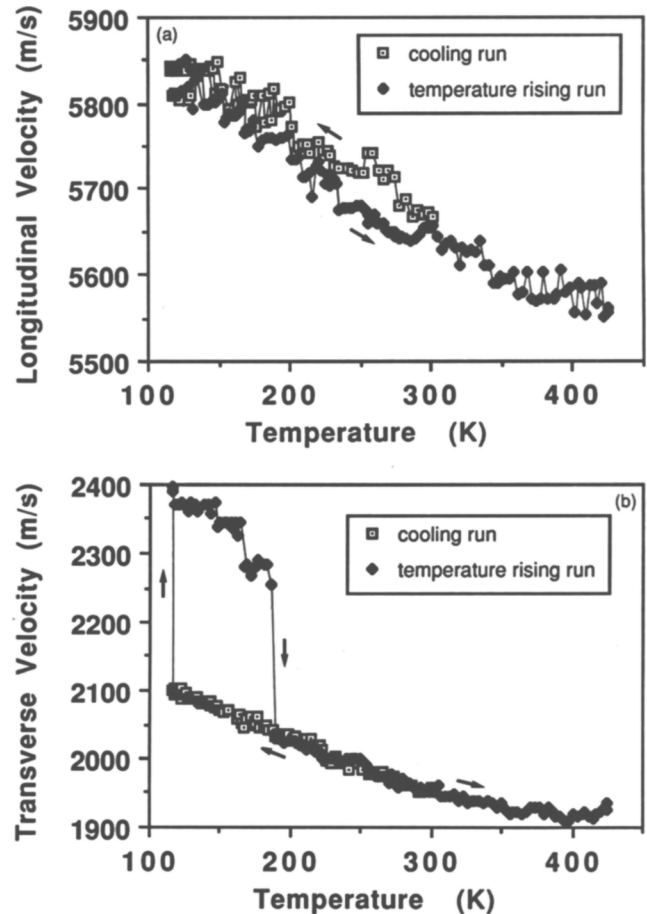 (a)
cooling run
temperature rising run
Longitudinal Velocity (m/s)
5900
5800
5700
5600
5500
100
200
300
400
Temperature (K)
(b)
cooling run
temperature rising run
Transverse Velocity (m/s)
2400
2300
2200
2100
2000
1900
100
200
300
400
Temperature (K)